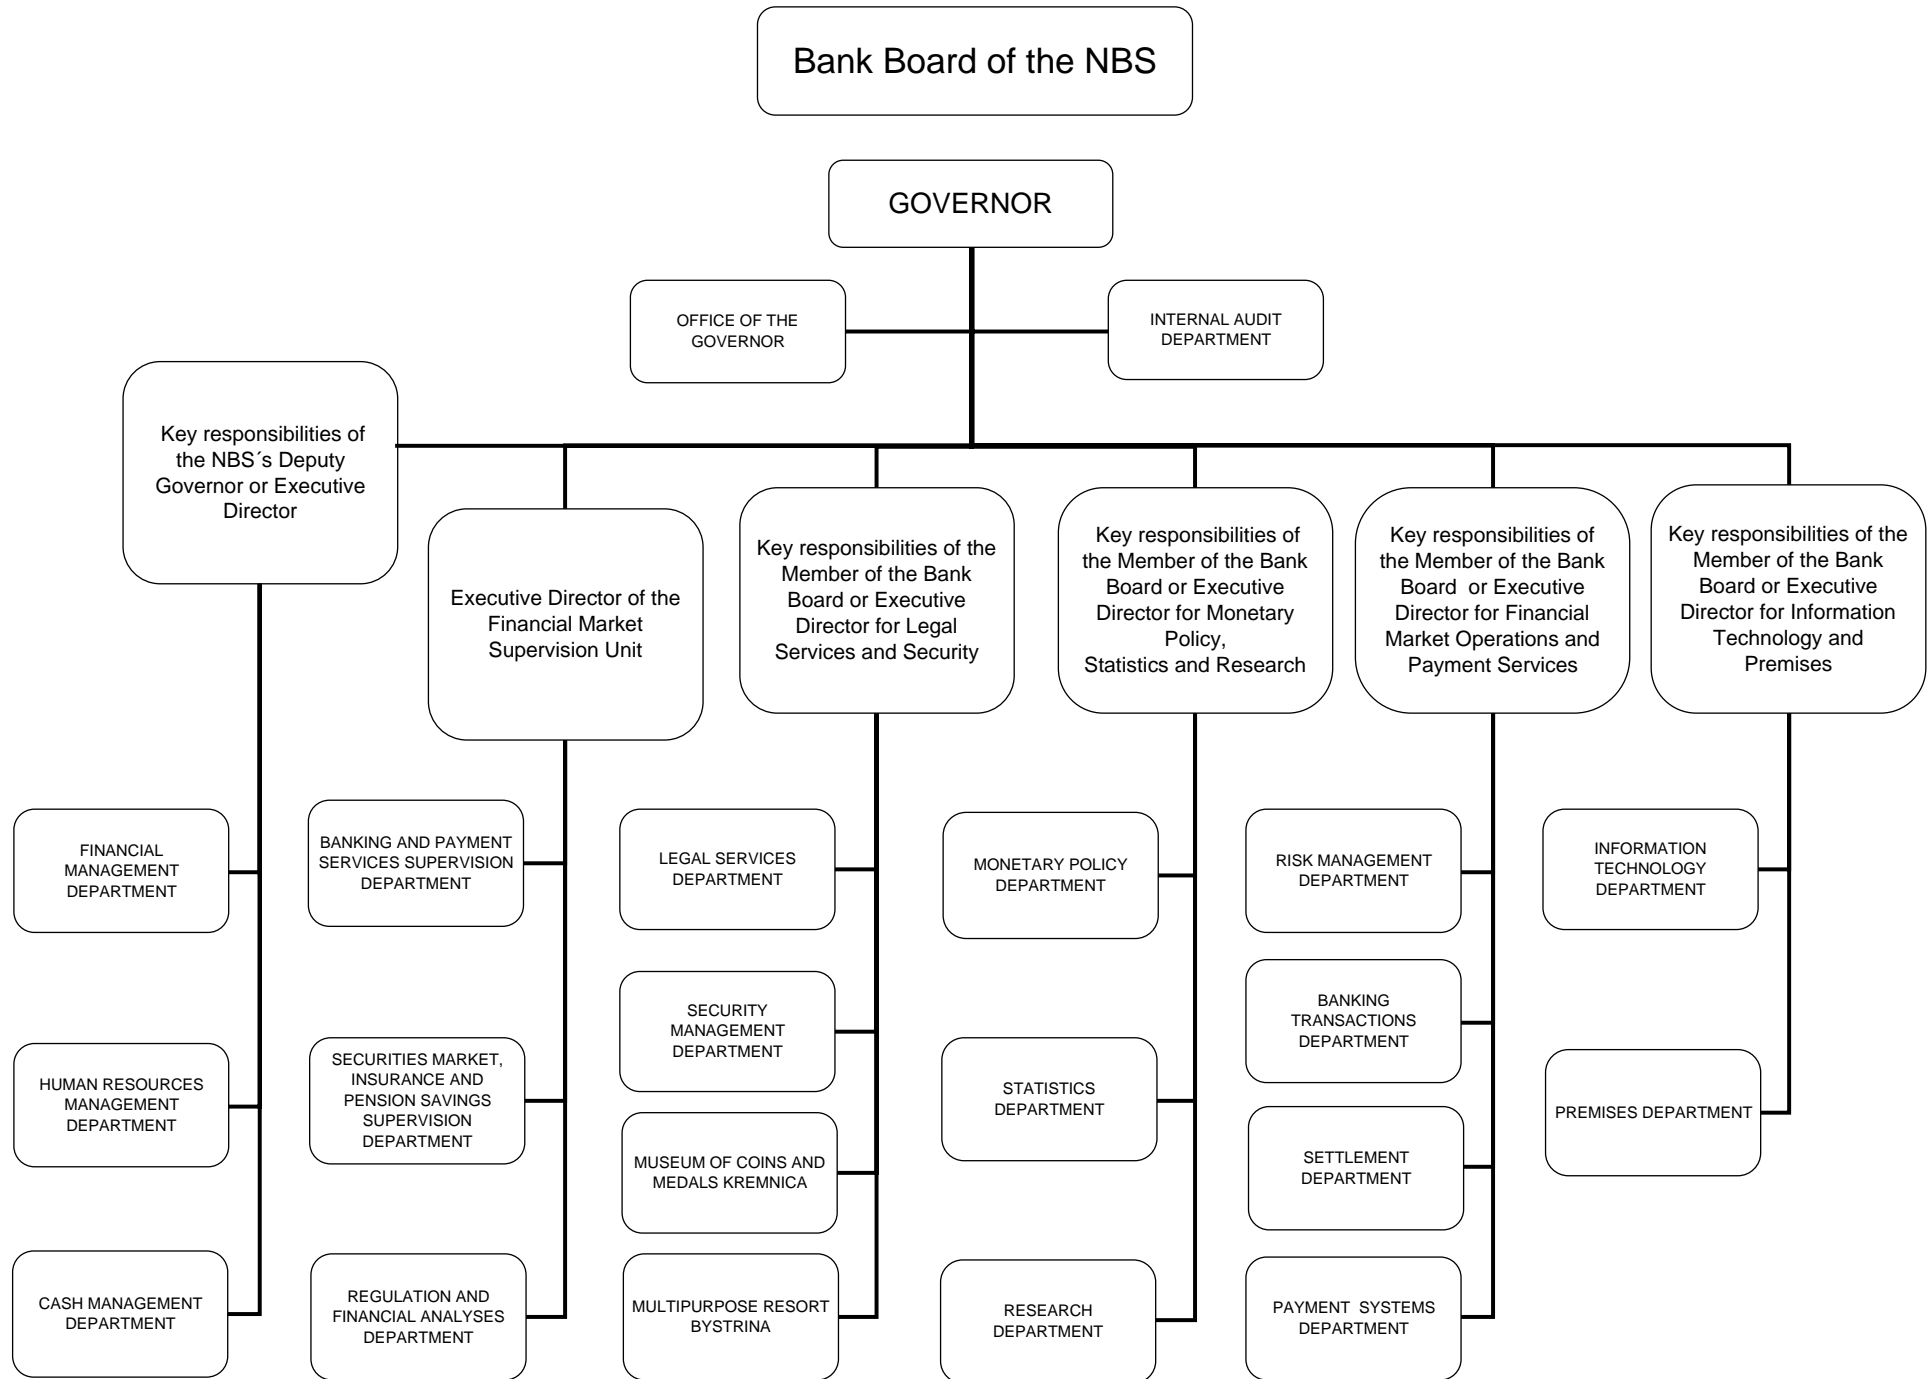 Bank Board of the NBS
GOVERNOR
OFFICE OF THE
GOVERNOR
INTERNAL AUDIT
DEPARTMENT
Key responsibilities of
the NBS´s Deputy
Governor or Executive
Director
Executive Director of the
Financial Market
Supervision Unit
Key responsibilities of the
Member of the Bank
Board or Executive
Director for Legal
Services and Security
Key responsibilities of
the Member of the Bank
Board or Executive
Director for Monetary
Policy,
Statistics and Research
Key responsibilities of
the Member of the Bank
Board or Executive
Director for Financial
Market Operations and
Payment Services
Key responsibilities of the
Member of the Bank
Board or Executive
Director for Information
Technology and
Premises
FINANCIAL
MANAGEMENT
DEPARTMENT
BANKING AND PAYMENT
SERVICES SUPERVISION
DEPARTMENT
LEGAL SERVICES
DEPARTMENT
MONETARY POLICY
DEPARTMENT
RISK MANAGEMENT
DEPARTMENT
INFORMATION
TECHNOLOGY
DEPARTMENT
SECURITY
MANAGEMENT
DEPARTMENT
BANKING
TRANSACTIONS
DEPARTMENT
HUMAN RESOURCES
MANAGEMENT
DEPARTMENT
SECURITIES MARKET,
INSURANCE AND
PENSION SAVINGS
SUPERVISION
DEPARTMENT
STATISTICS
DEPARTMENT
PREMISES DEPARTMENT
MUSEUM OF COINS AND
MEDALS KREMNICA
SETTLEMENT
DEPARTMENT
CASH MANAGEMENT
DEPARTMENT
REGULATION AND
FINANCIAL ANALYSES
DEPARTMENT
MULTIPURPOSE RESORT
BYSTRINA
RESEARCH
DEPARTMENT
PAYMENT SYSTEMS
DEPARTMENT